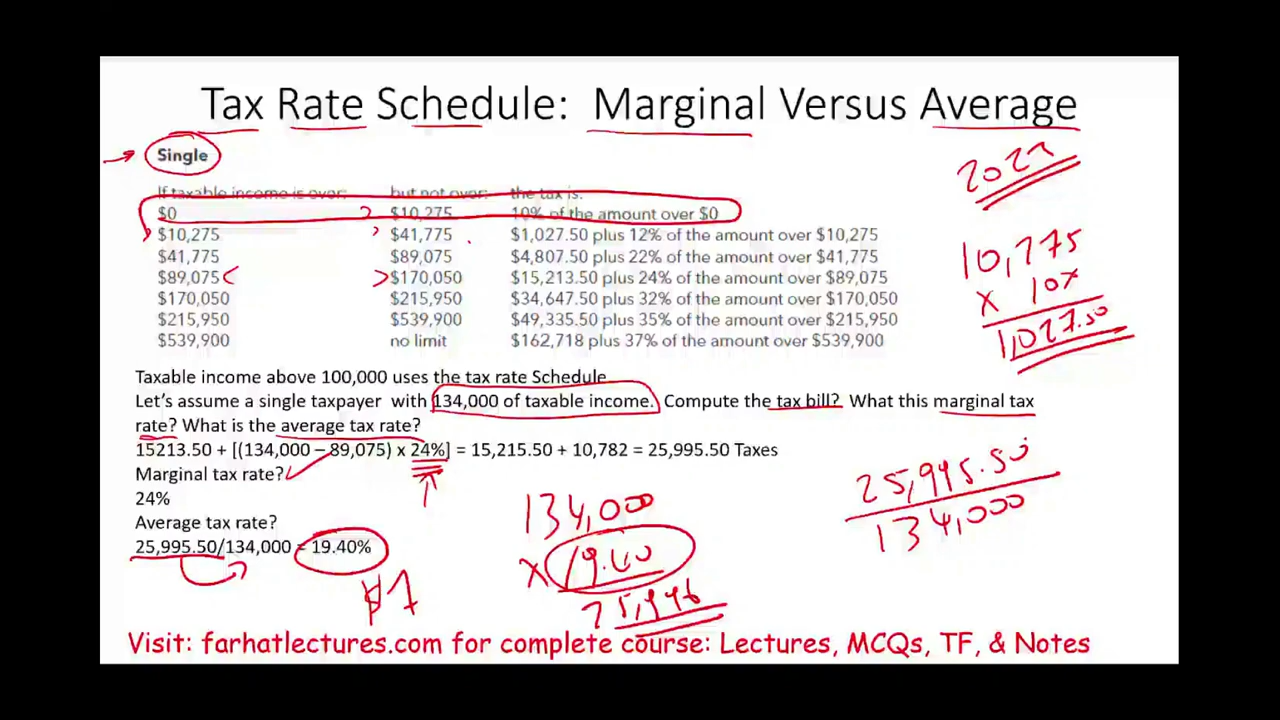 Tax Rate Schedule: Marginal Versus Average
Single
2022
If taxable income is over: but not over: the tax is:
$0 $10,275 10% of the amount over $0
$10,275 $41,775 $1,027.50 plus 12% of the amount over $10,275
$41,775 $89,075 $4,807.50 plus 22% of the amount over $41,775
$89,075 $170,050 $15,213.50 plus 24% of the amount over $89,075
$170,050 $215,950 $34,647.50 plus 32% of the amount over $170,050
$215,950 $539,900 $49,335.50 plus 35% of the amount over $215,950
$539,900 no limit $162,718 plus 37% of the amount over $539,900
10,275
x 10%
1,027.50
Taxable income above 100,000 uses the tax rate Schedule
Let's assume a single taxpayer with 134,000 of taxable income. Compute the tax bill? What this marginal tax
rate? What is the average tax rate?
15213.50 + [(134,000 – 89,075) x 24%] = 15,215.50 + 10,782 = 25,995.50 Taxes
Marginal tax rate?
24%
Average tax rate?
25,995.50/134,000 = 19.40%
$1
134,000
x 19.40
25,996
25,995.50
134,000
Visit: farhatlectures.com for complete course: Lectures, MCQs, TF, & Notes